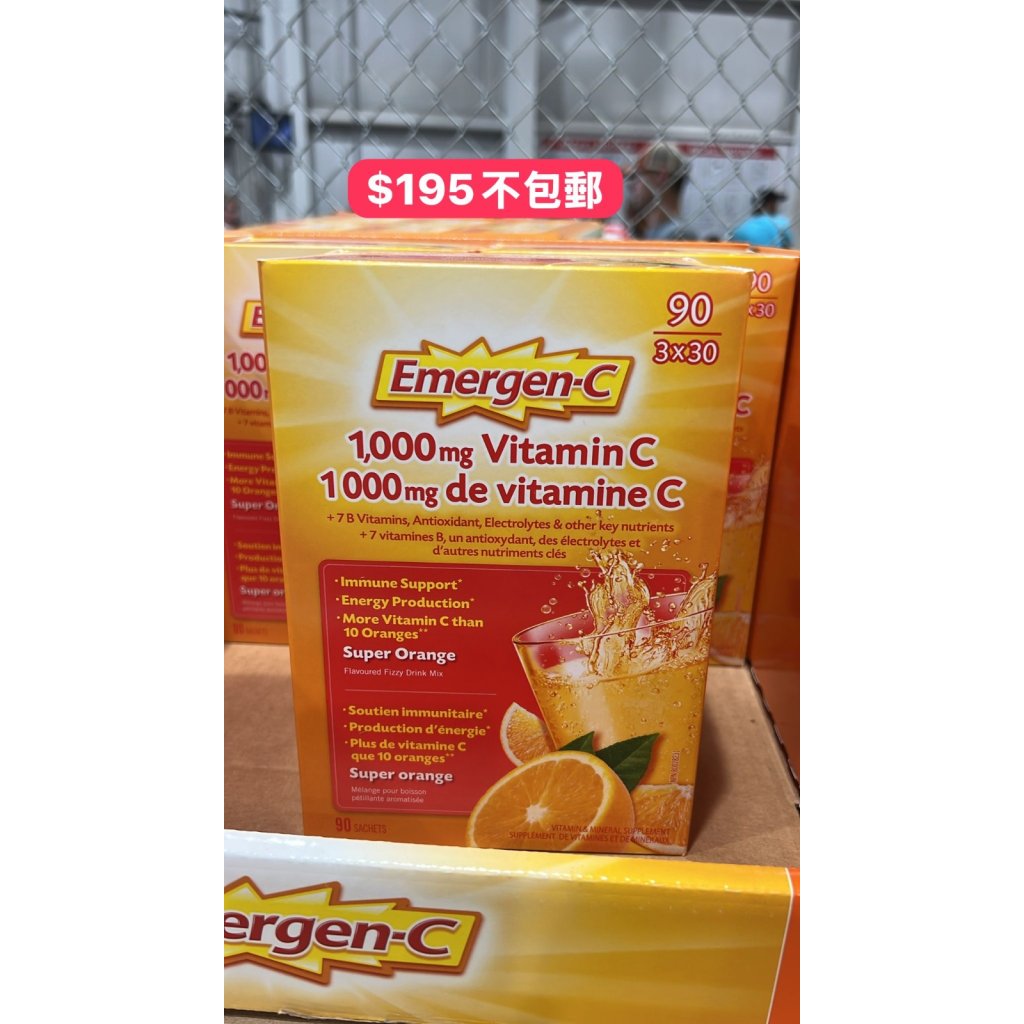 $195不包郵
90
3x30
Emergen-C
1,000mg Vitamin C
1000mg de vitamine C
+ 7 B Vitamins, Antioxidant, Electrolytes & other key nutrients
+ 7 vitamines B, un antioxydant, des électrolytes et
d'autres nutriments clés
· Immune Support*
· Energy Production*
· More Vitamin C than
10 Oranges**
Super Orange
Flavoured Fizzy Drink Mix
· Soutien immunitaire*
· Production d'énergie*
· Plus de vitamine C
que 10 oranges**
Super orange
Mélange pour boisson
pétillante aromatisée
90 SACHETS
VITAMIN & MINERAL SUPPLEMENT
SUPPLÉMENT DE VITAMINES ET DE MINÉRAUX
ergen-C